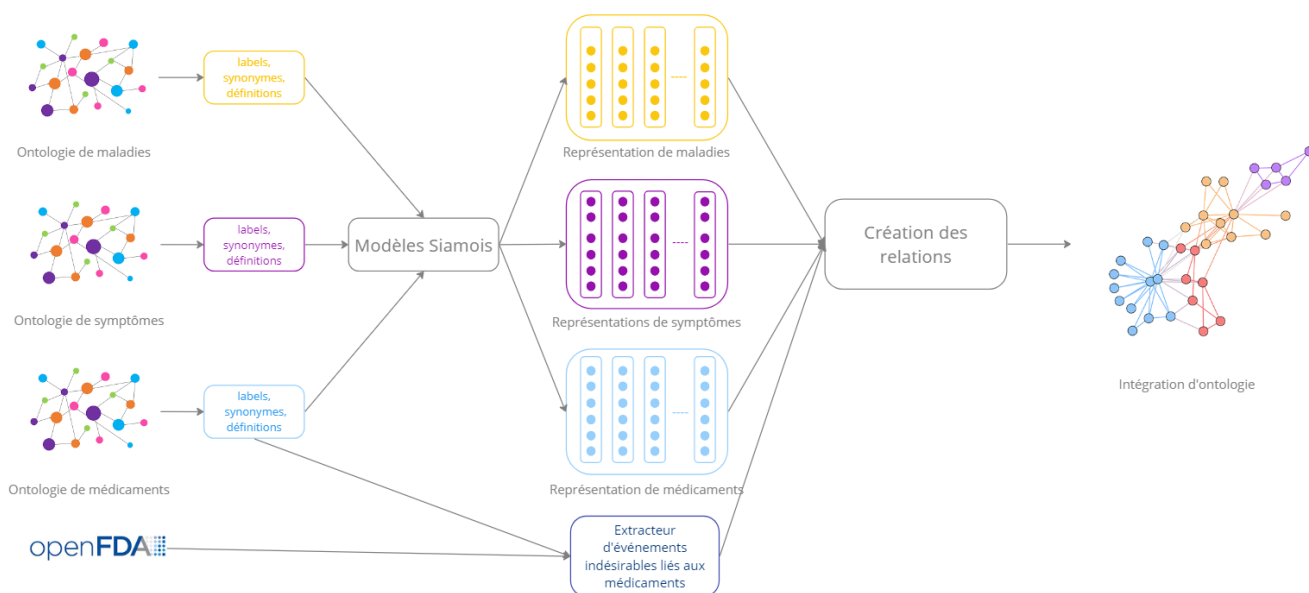 labels,
synonymes,
définitions
Ontologie de maladies
Représentation de maladies
labels,
synonymes,
définitions
Ontologie de symptômes
Modèles Siamois
Représentations de symptômes
Création des
relations
Intégration d'ontologie
labels,
synonymes,
définitions
Ontologie de médicaments
Représentation de médicaments
openFDA
Extracteur
d'événements
indésirables liés aux
médicaments